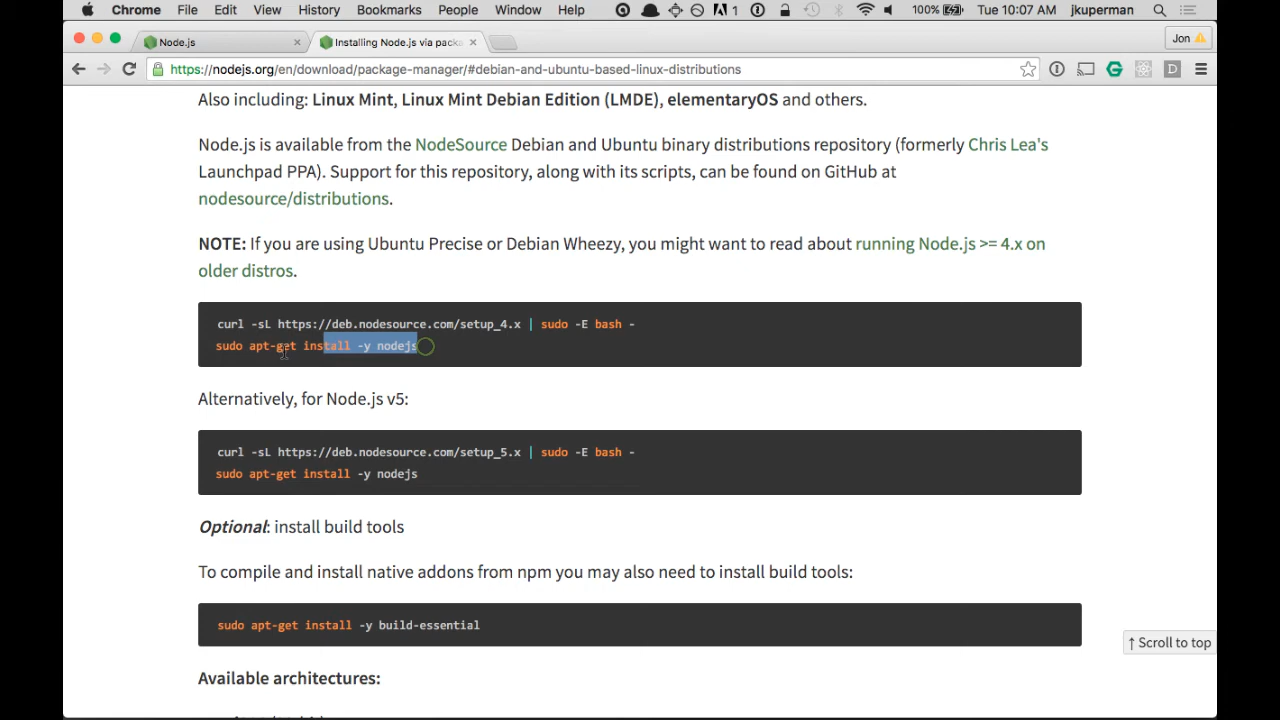 Chrome File Edit View History Bookmarks People Window Help 1 100% Tue 10:07 AM jkuperman
Node.js × Installing Node.js via packa × Jon
https://nodejs.org/en/download/package-manager/#debian-and-ubuntu-based-linux-distributions
Also including: Linux Mint, Linux Mint Debian Edition (LMDE), elementaryOS and others.
Node.js is available from the NodeSource Debian and Ubuntu binary distributions repository (formerly Chris Lea's
Launchpad PPA). Support for this repository, along with its scripts, can be found on GitHub at
nodesource/distributions.
NOTE: If you are using Ubuntu Precise or Debian Wheezy, you might want to read about running Node.js >= 4.x on
older distros.
curl -sL https://deb.nodesource.com/setup_4.x | sudo -E bash -
sudo apt-get install -y nodejs
Alternatively, for Node.js v5:
curl -sL https://deb.nodesource.com/setup_5.x | sudo -E bash -
sudo apt-get install -y nodejs
Optional: install build tools
To compile and install native addons from npm you may also need to install build tools:
sudo apt-get install -y build-essential
↑ Scroll to top
Available architectures: